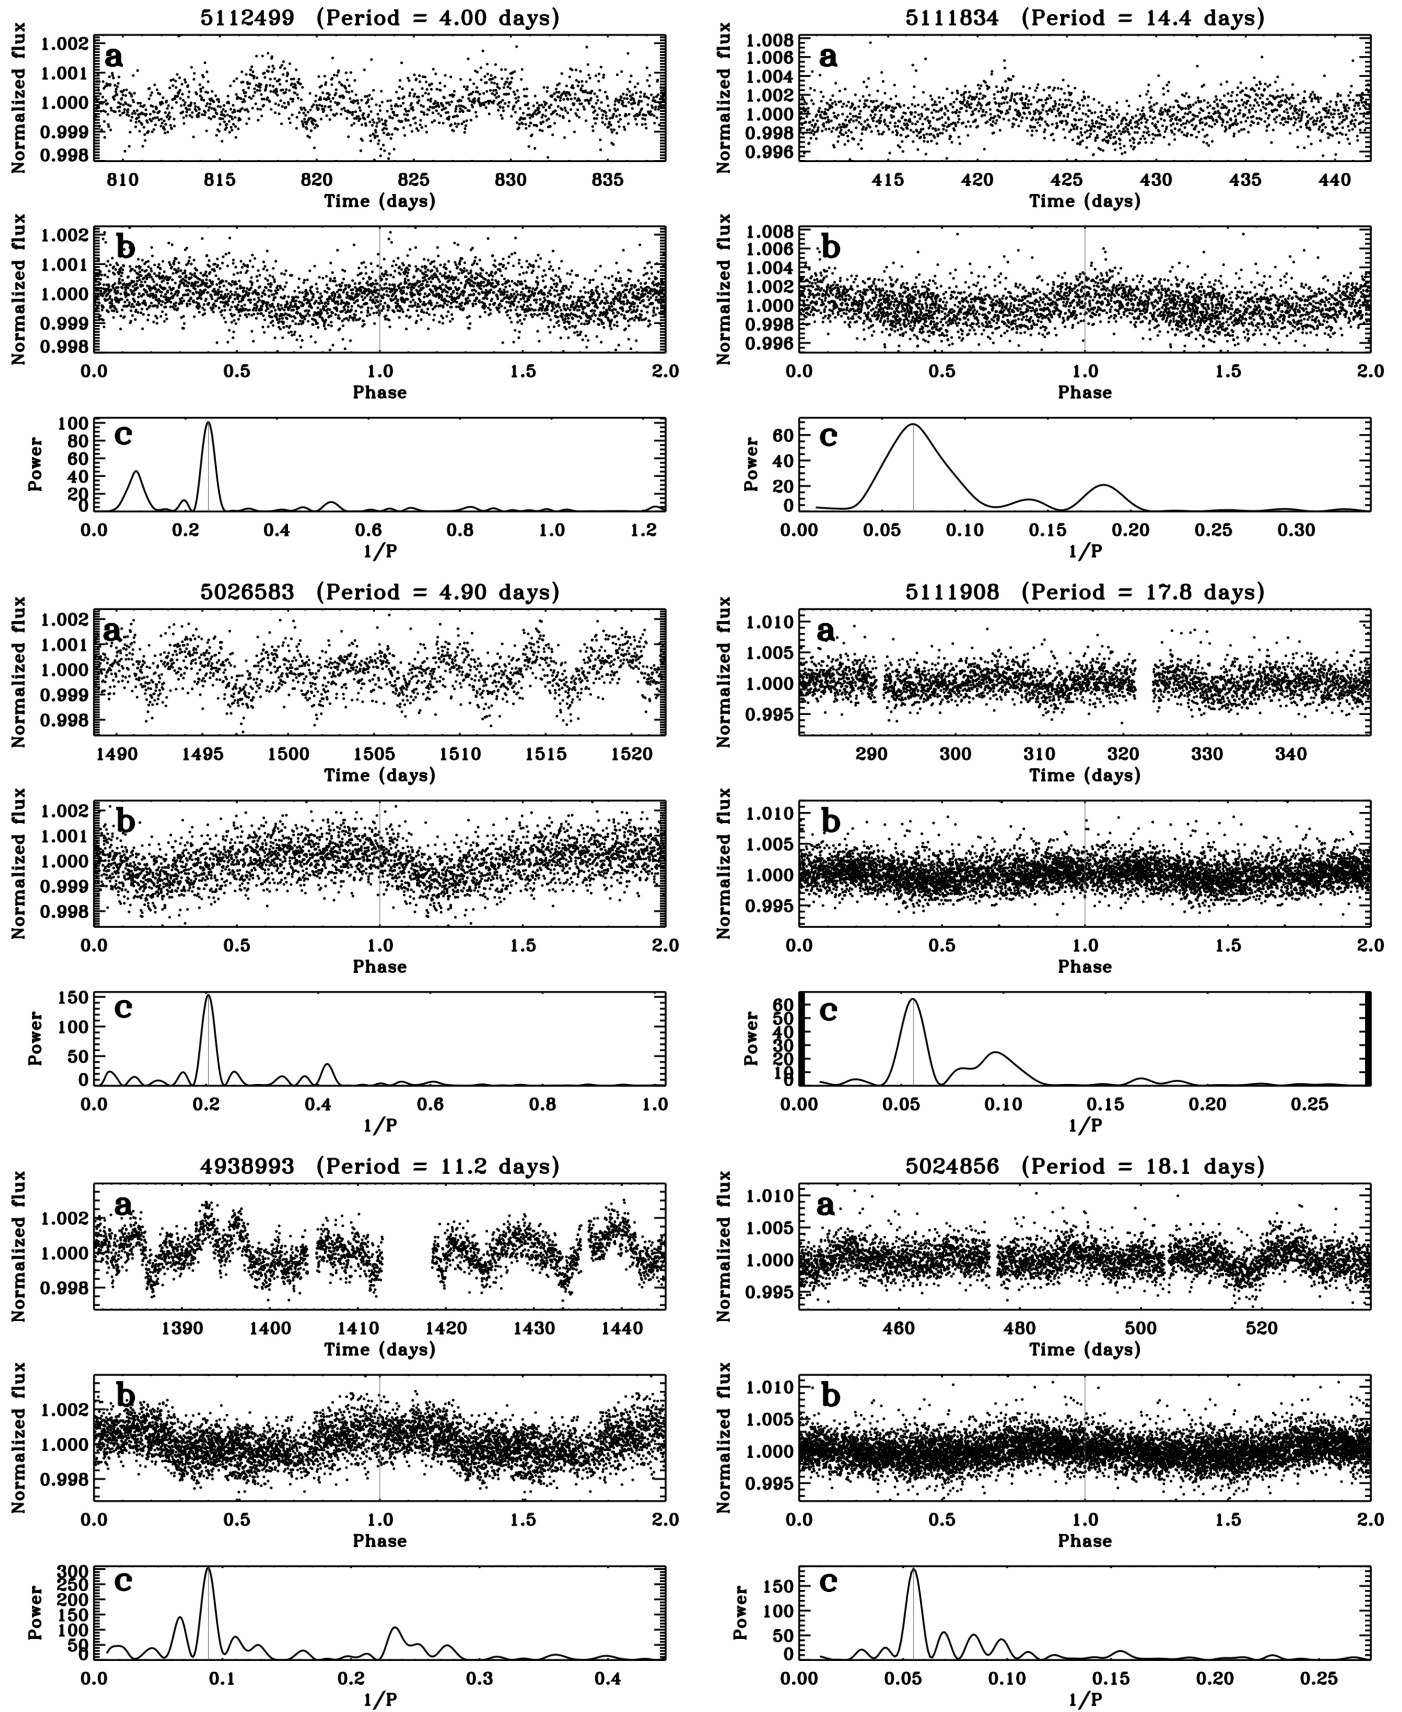 5112499 (Period = 4.00 days)
Normalized flux
1.002
1.001
1.000
0.999
0.998
a
810 815 820 825 830 835
Time (days)
Normalized flux
1.002
1.001
1.000
0.999
0.998
b
0.0 0.5 1.0 1.5 2.0
Phase
Power
100
80
60
40
20
0
c
0.0 0.2 0.4 0.6 0.8 1.0 1.2
1/P
5111834 (Period = 14.4 days)
Normalized flux
1.008
1.006
1.004
1.002
1.000
0.998
0.996
a
415 420 425 430 435 440
Time (days)
Normalized flux
1.008
1.006
1.004
1.002
1.000
0.998
0.996
b
0.0 0.5 1.0 1.5 2.0
Phase
Power
60
40
20
0
c
0.00 0.05 0.10 0.15 0.20 0.25 0.30
1/P
5026583 (Period = 4.90 days)
Normalized flux
1.002
1.001
1.000
0.999
0.998
a
1490 1495 1500 1505 1510 1515 1520
Time (days)
Normalized flux
1.002
1.001
1.000
0.999
0.998
b
0.0 0.5 1.0 1.5 2.0
Phase
Power
150
100
50
0
c
0.0 0.2 0.4 0.6 0.8 1.0
1/P
5111908 (Period = 17.8 days)
Normalized flux
1.010
1.005
1.000
0.995
a
290 300 310 320 330 340
Time (days)
Normalized flux
1.010
1.005
1.000
0.995
b
0.0 0.5 1.0 1.5 2.0
Phase
Power
60
50
40
30
20
10
0
c
0.00 0.05 0.10 0.15 0.20 0.25
1/P
4938993 (Period = 11.2 days)
Normalized flux
1.002
1.000
0.998
a
1390 1400 1410 1420 1430 1440
Time (days)
Normalized flux
1.002
1.000
0.998
b
0.0 0.5 1.0 1.5 2.0
Phase
Power
300
250
200
150
100
50
0
c
0.0 0.1 0.2 0.3 0.4
1/P
5024856 (Period = 18.1 days)
Normalized flux
1.010
1.005
1.000
0.995
a
460 480 500 520
Time (days)
Normalized flux
1.010
1.005
1.000
0.995
b
0.0 0.5 1.0 1.5 2.0
Phase
Power
150
100
50
0
c
0.00 0.05 0.10 0.15 0.20 0.25
1/P